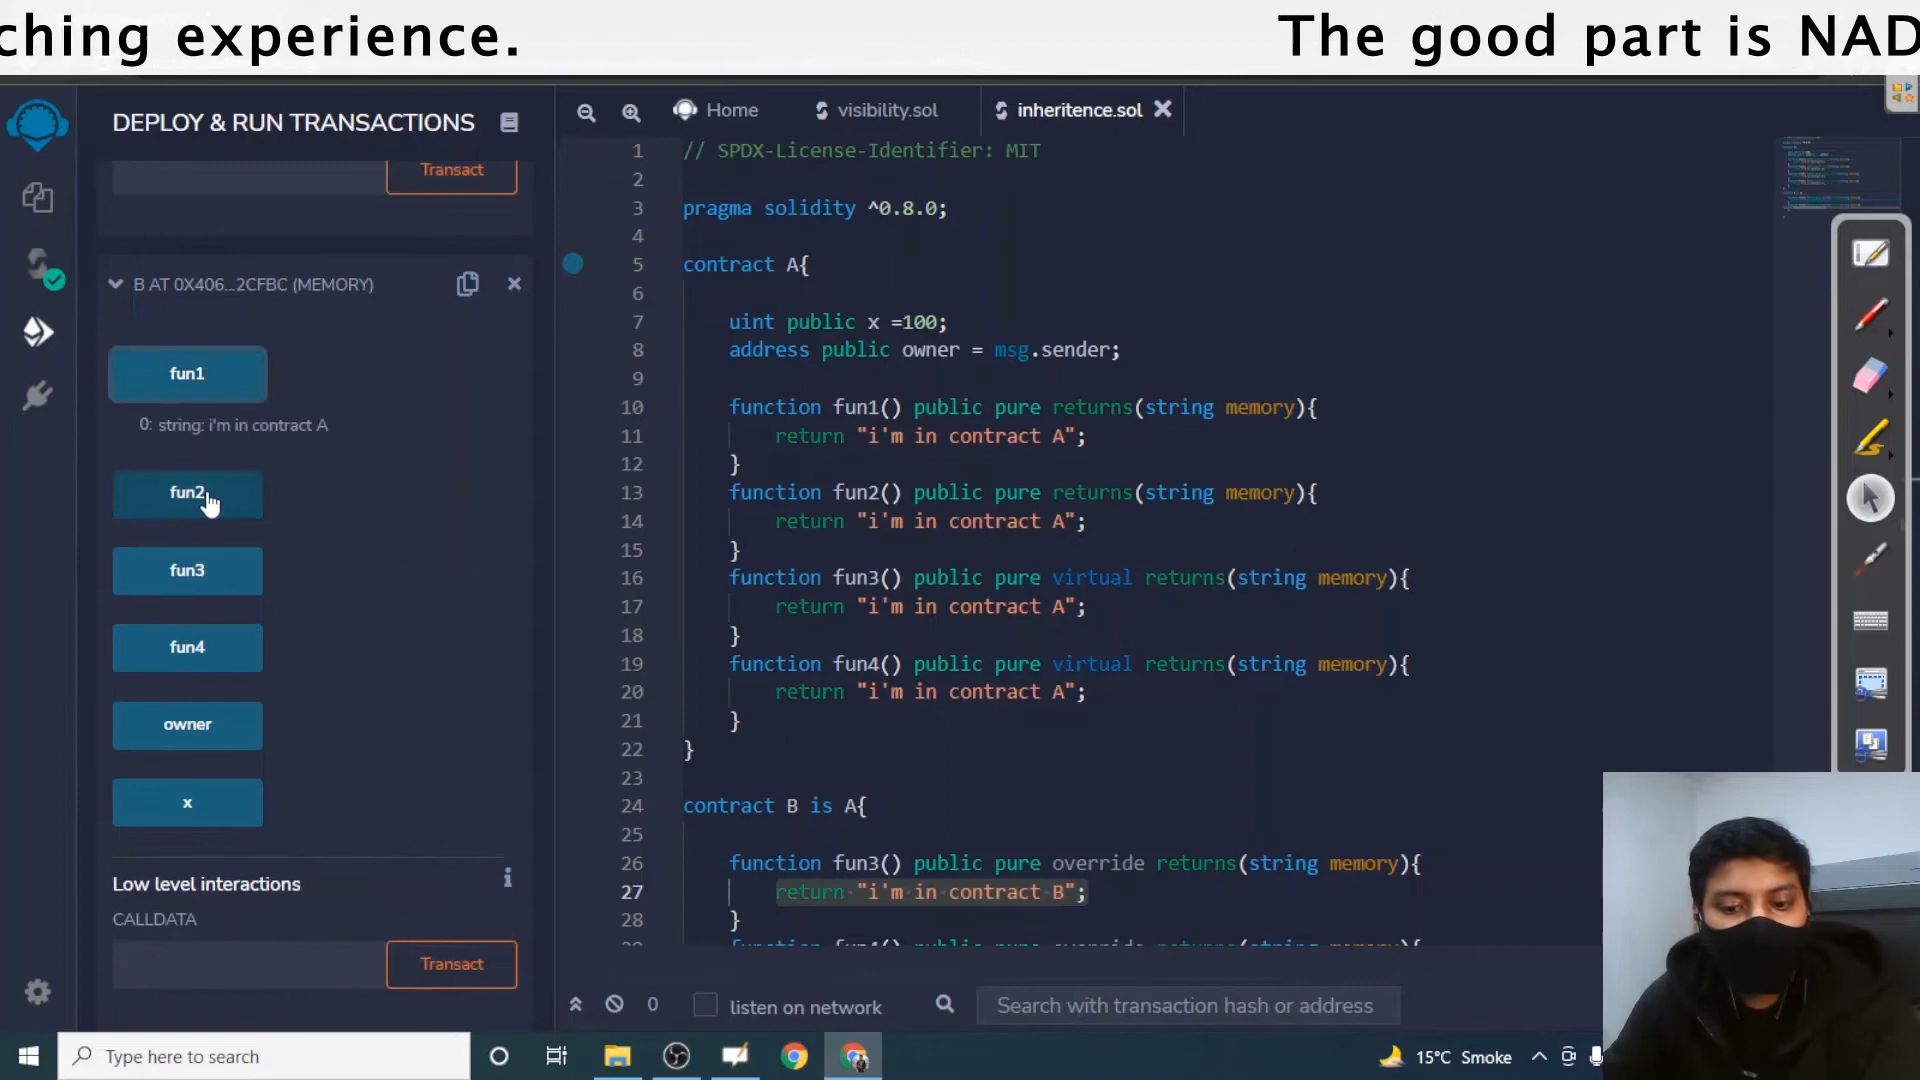 ching experience. The good part is NAD
DEPLOY & RUN TRANSACTIONS
Transact
B AT 0X406...2CFBC (MEMORY)
fun1
0: string: i'm in contract A
fun2
fun3
fun4
owner
x
Low level interactions
CALLDATA
Transact
Home visibility.sol inheritence.sol
1 // SPDX-License-Identifier: MIT
2
3 pragma solidity ^0.8.0;
4
5 contract A{
6
7 uint public x =100;
8 address public owner = msg.sender;
9
10 function fun1() public pure returns(string memory){
11 return "i'm in contract A";
12 }
13 function fun2() public pure returns(string memory){
14 return "i'm in contract A";
15 }
16 function fun3() public pure virtual returns(string memory){
17 return "i'm in contract A";
18 }
19 function fun4() public pure virtual returns(string memory){
20 return "i'm in contract A";
21 }
22 }
23
24 contract B is A{
25
26 function fun3() public pure override returns(string memory){
27 return "i'm in contract B";
28 }
0 listen on network Search with transaction hash or address
Type here to search
15°C Smoke